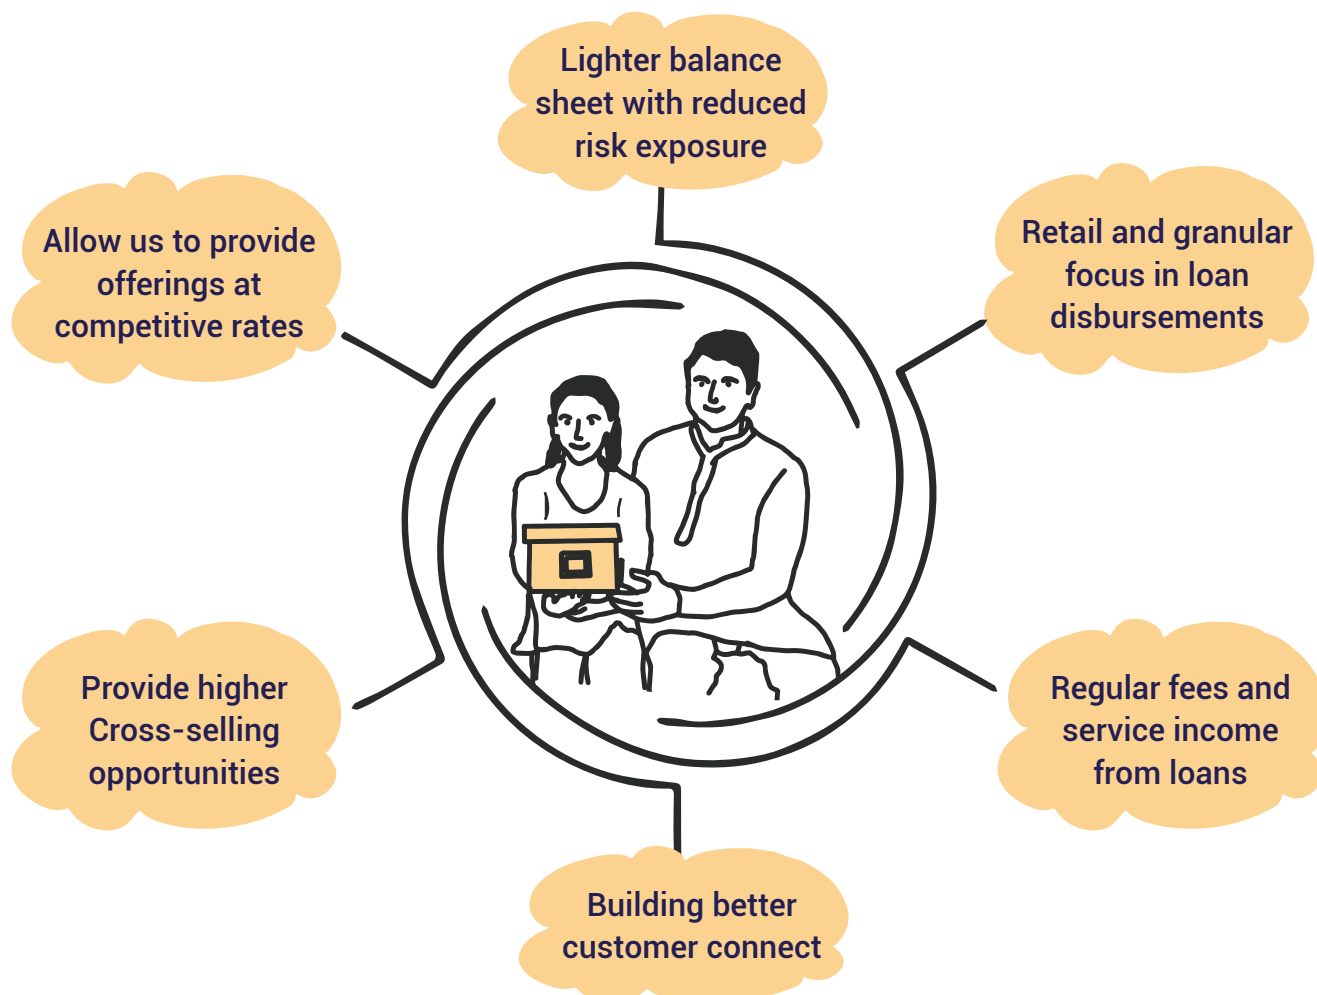 Lighter balance
sheet with reduced
risk exposure
Allow us to provide
offerings at
competitive rates
Retail and granular
focus in loan
disbursements
Provide higher
Cross-selling
opportunities
Regular fees and
service income
from loans
Building better
customer connect